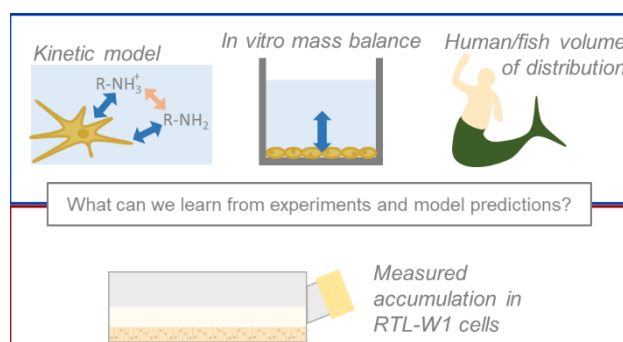 Kinetic model
In vitro mass balance
Human/fish volume
of distribution
R-NH₃⁺
R-NH₂
What can we learn from experiments and model predictions?
Measured
accumulation in
RTL-W1 cells